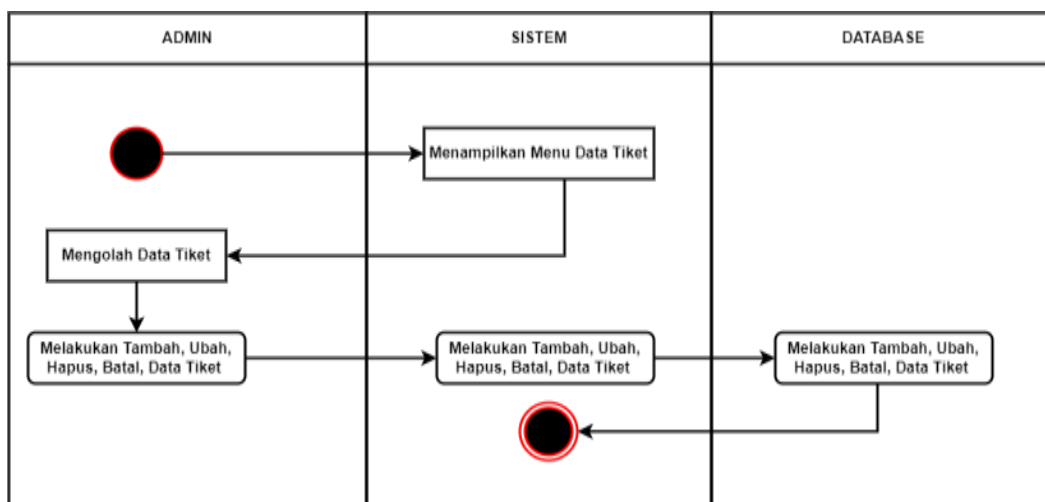 ADMIN
SISTEM
DATABASE
Menampilkan Menu Data Tiket
Mengolah Data Tiket
Melakukan Tambah, Ubah,
Hapus, Batal, Data Tiket
Melakukan Tambah, Ubah,
Hapus, Batal, Data Tiket
Melakukan Tambah, Ubah,
Hapus, Batal, Data Tiket